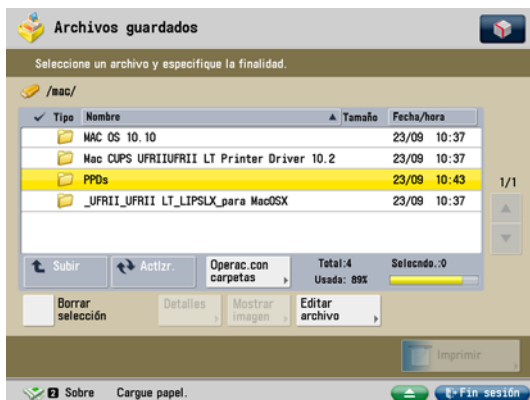 Archivos guardados
Seleccione un archivo y especifique la finalidad.
/mac/
Tipo Nombre Tamaño Fecha/hora
MAC OS 10.10 23/09 10:37
Mac CUPS UFRIIUFRII LT Printer Driver 10.2 23/09 10:37
PPDs 23/09 10:43
_UFRII_UFRII LT_LIPSLX_para MacOSX 23/09 10:37
1/1
Subir Actlzr. Operac.con carpetas Total:4 Selecndo.:0
Usada: 89%
Borrar selección Detalles Mostrar imagen Editar archivo
Imprimir
2 Sobre Cargue papel. Fin sesión